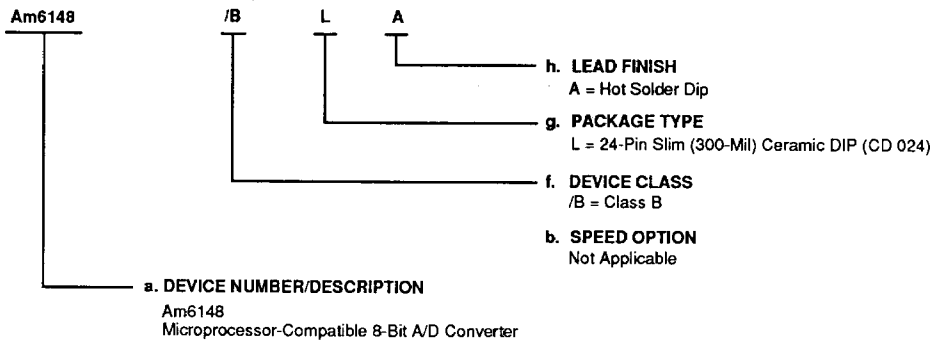 Am6148 /B L A
h. LEAD FINISH
A = Hot Solder Dip
g. PACKAGE TYPE
L = 24-Pin Slim (300-Mil) Ceramic DIP (CD 024)
f. DEVICE CLASS
/B = Class B
b. SPEED OPTION
Not Applicable
a. DEVICE NUMBER/DESCRIPTION
Am6148
Microprocessor-Compatible 8-Bit A/D Converter